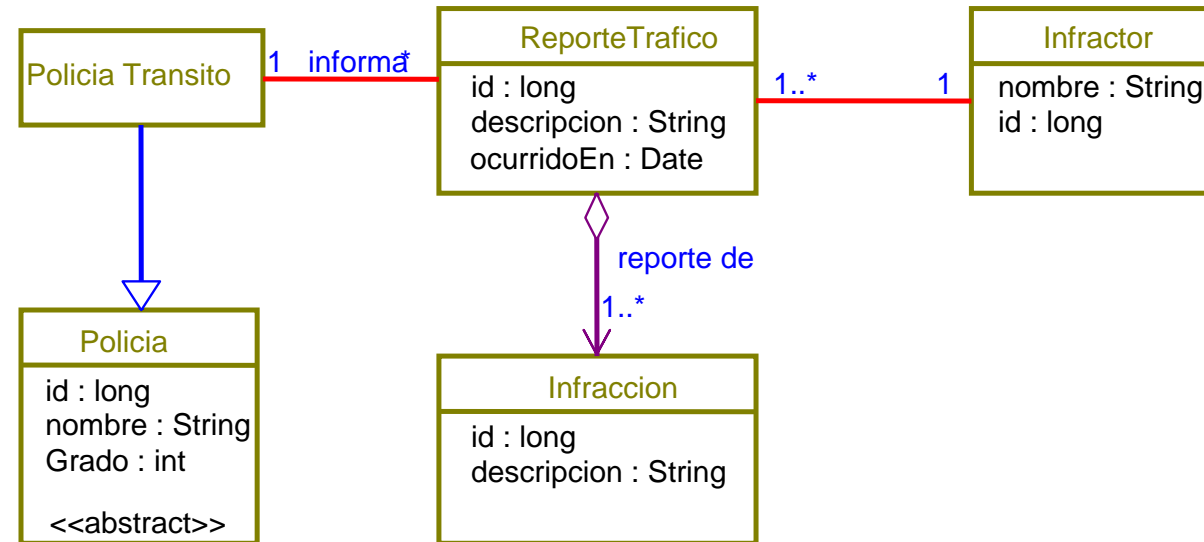 Policia Transito
1 informa *
ReporteTrafico
id : long
descripcion : String
ocurridoEn : Date
1..* 1
Infractor
nombre : String
id : long
reporte de
1..*
Policia
id : long
nombre : String
Grado : int
<<abstract>>
Infraccion
id : long
descripcion : String